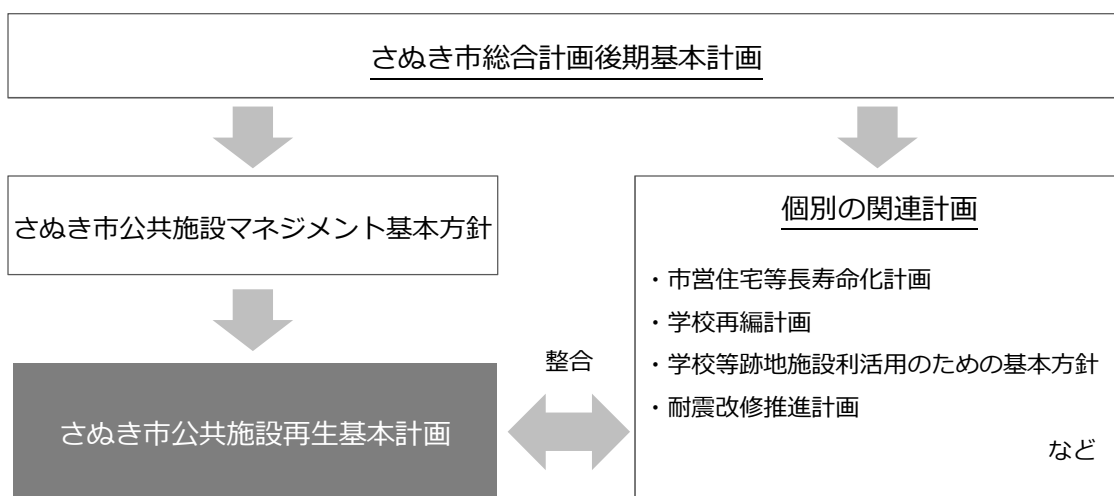 さぬき市総合計画後期基本計画
さぬき市公共施設マネジメント基本方針
さぬき市公共施設再生基本計画
整合
個別の関連計画
・市営住宅等長寿命化計画
・学校再編計画
・学校等跡地施設利活用のための基本方針
・耐震改修推進計画
など